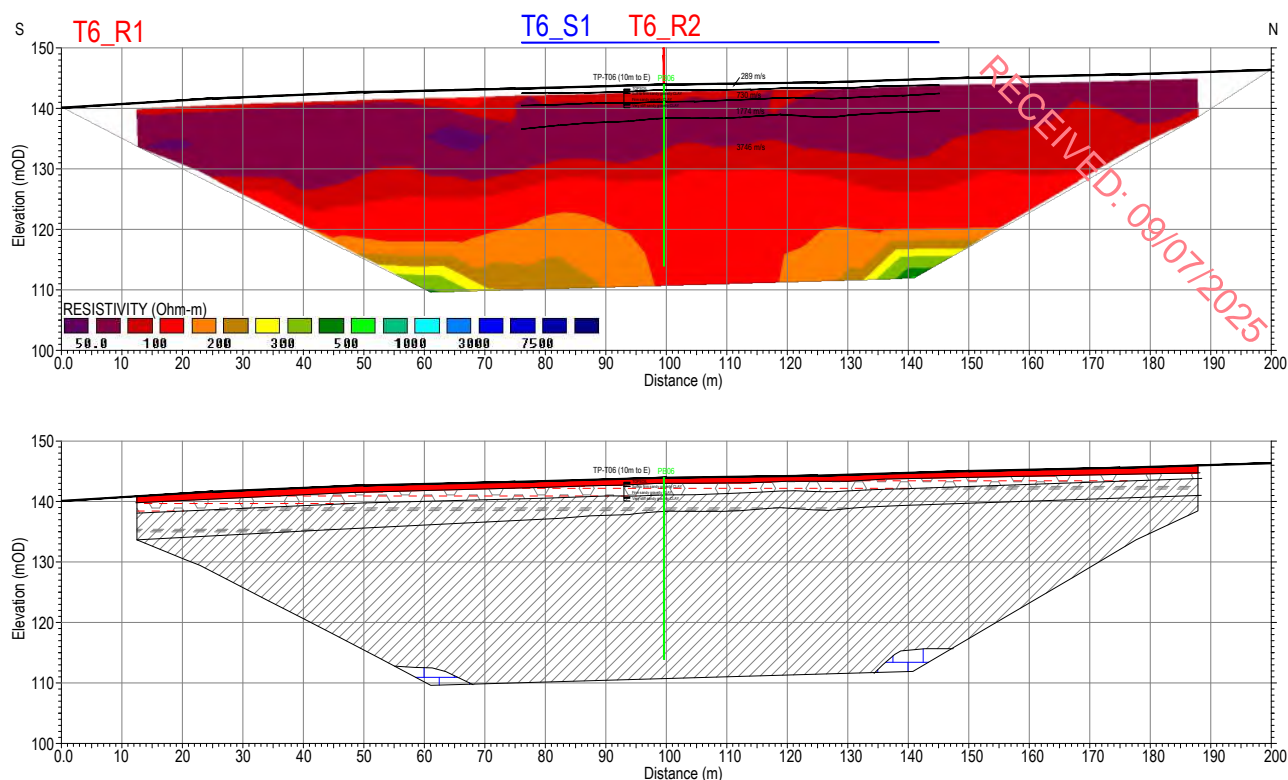 S
T6_R1
T6_S1
T6_R2
N
150
140
130
120
110
100
Elevation (mOD)
TP-T06 (10m to E)
289 m/s
1774 m/s
3746 m/s
RESISTIVITY (Ohm-m)
50.0 100 200 300 500 1000 3000 7500
0.0 10 20 30 40 50 60 70 80 90 100 110 120 130 140 150 160 170 180 190 200
Distance (m)
RECEIVED: 09/07/2025
150
140
130
120
110
100
Elevation (mOD)
TP-T06 (10m to E)
0.0 10 20 30 40 50 60 70 80 90 100 110 120 130 140 150 160 170 180 190 200
Distance (m)